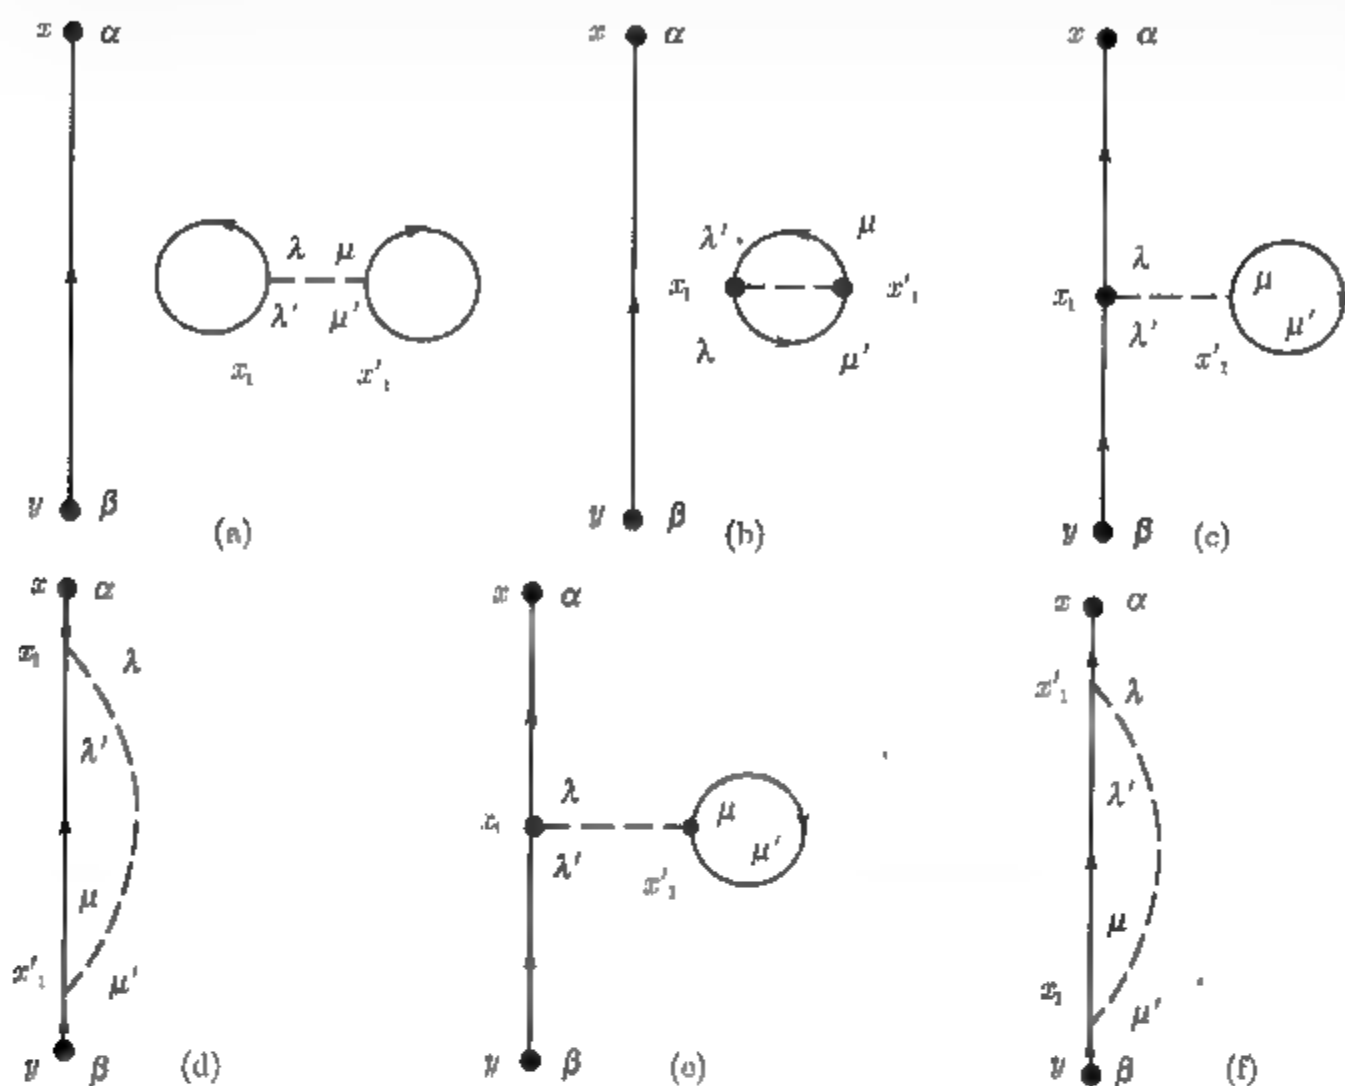 x α x α x α
λ μ λ' μ λ
x₁ x'₁ x₁ μ
λ' μ' λ' μ'
x₁ x'₁ λ μ' x'₁
y β (a) y β (b) y β (c)
x α x α x α
x₁ λ x'₁ λ
λ' λ μ λ'
x₁
λ' μ'
μ x'₁ μ
x'₁ μ' x₁ μ'
y β (d) y β (e) y β (f)